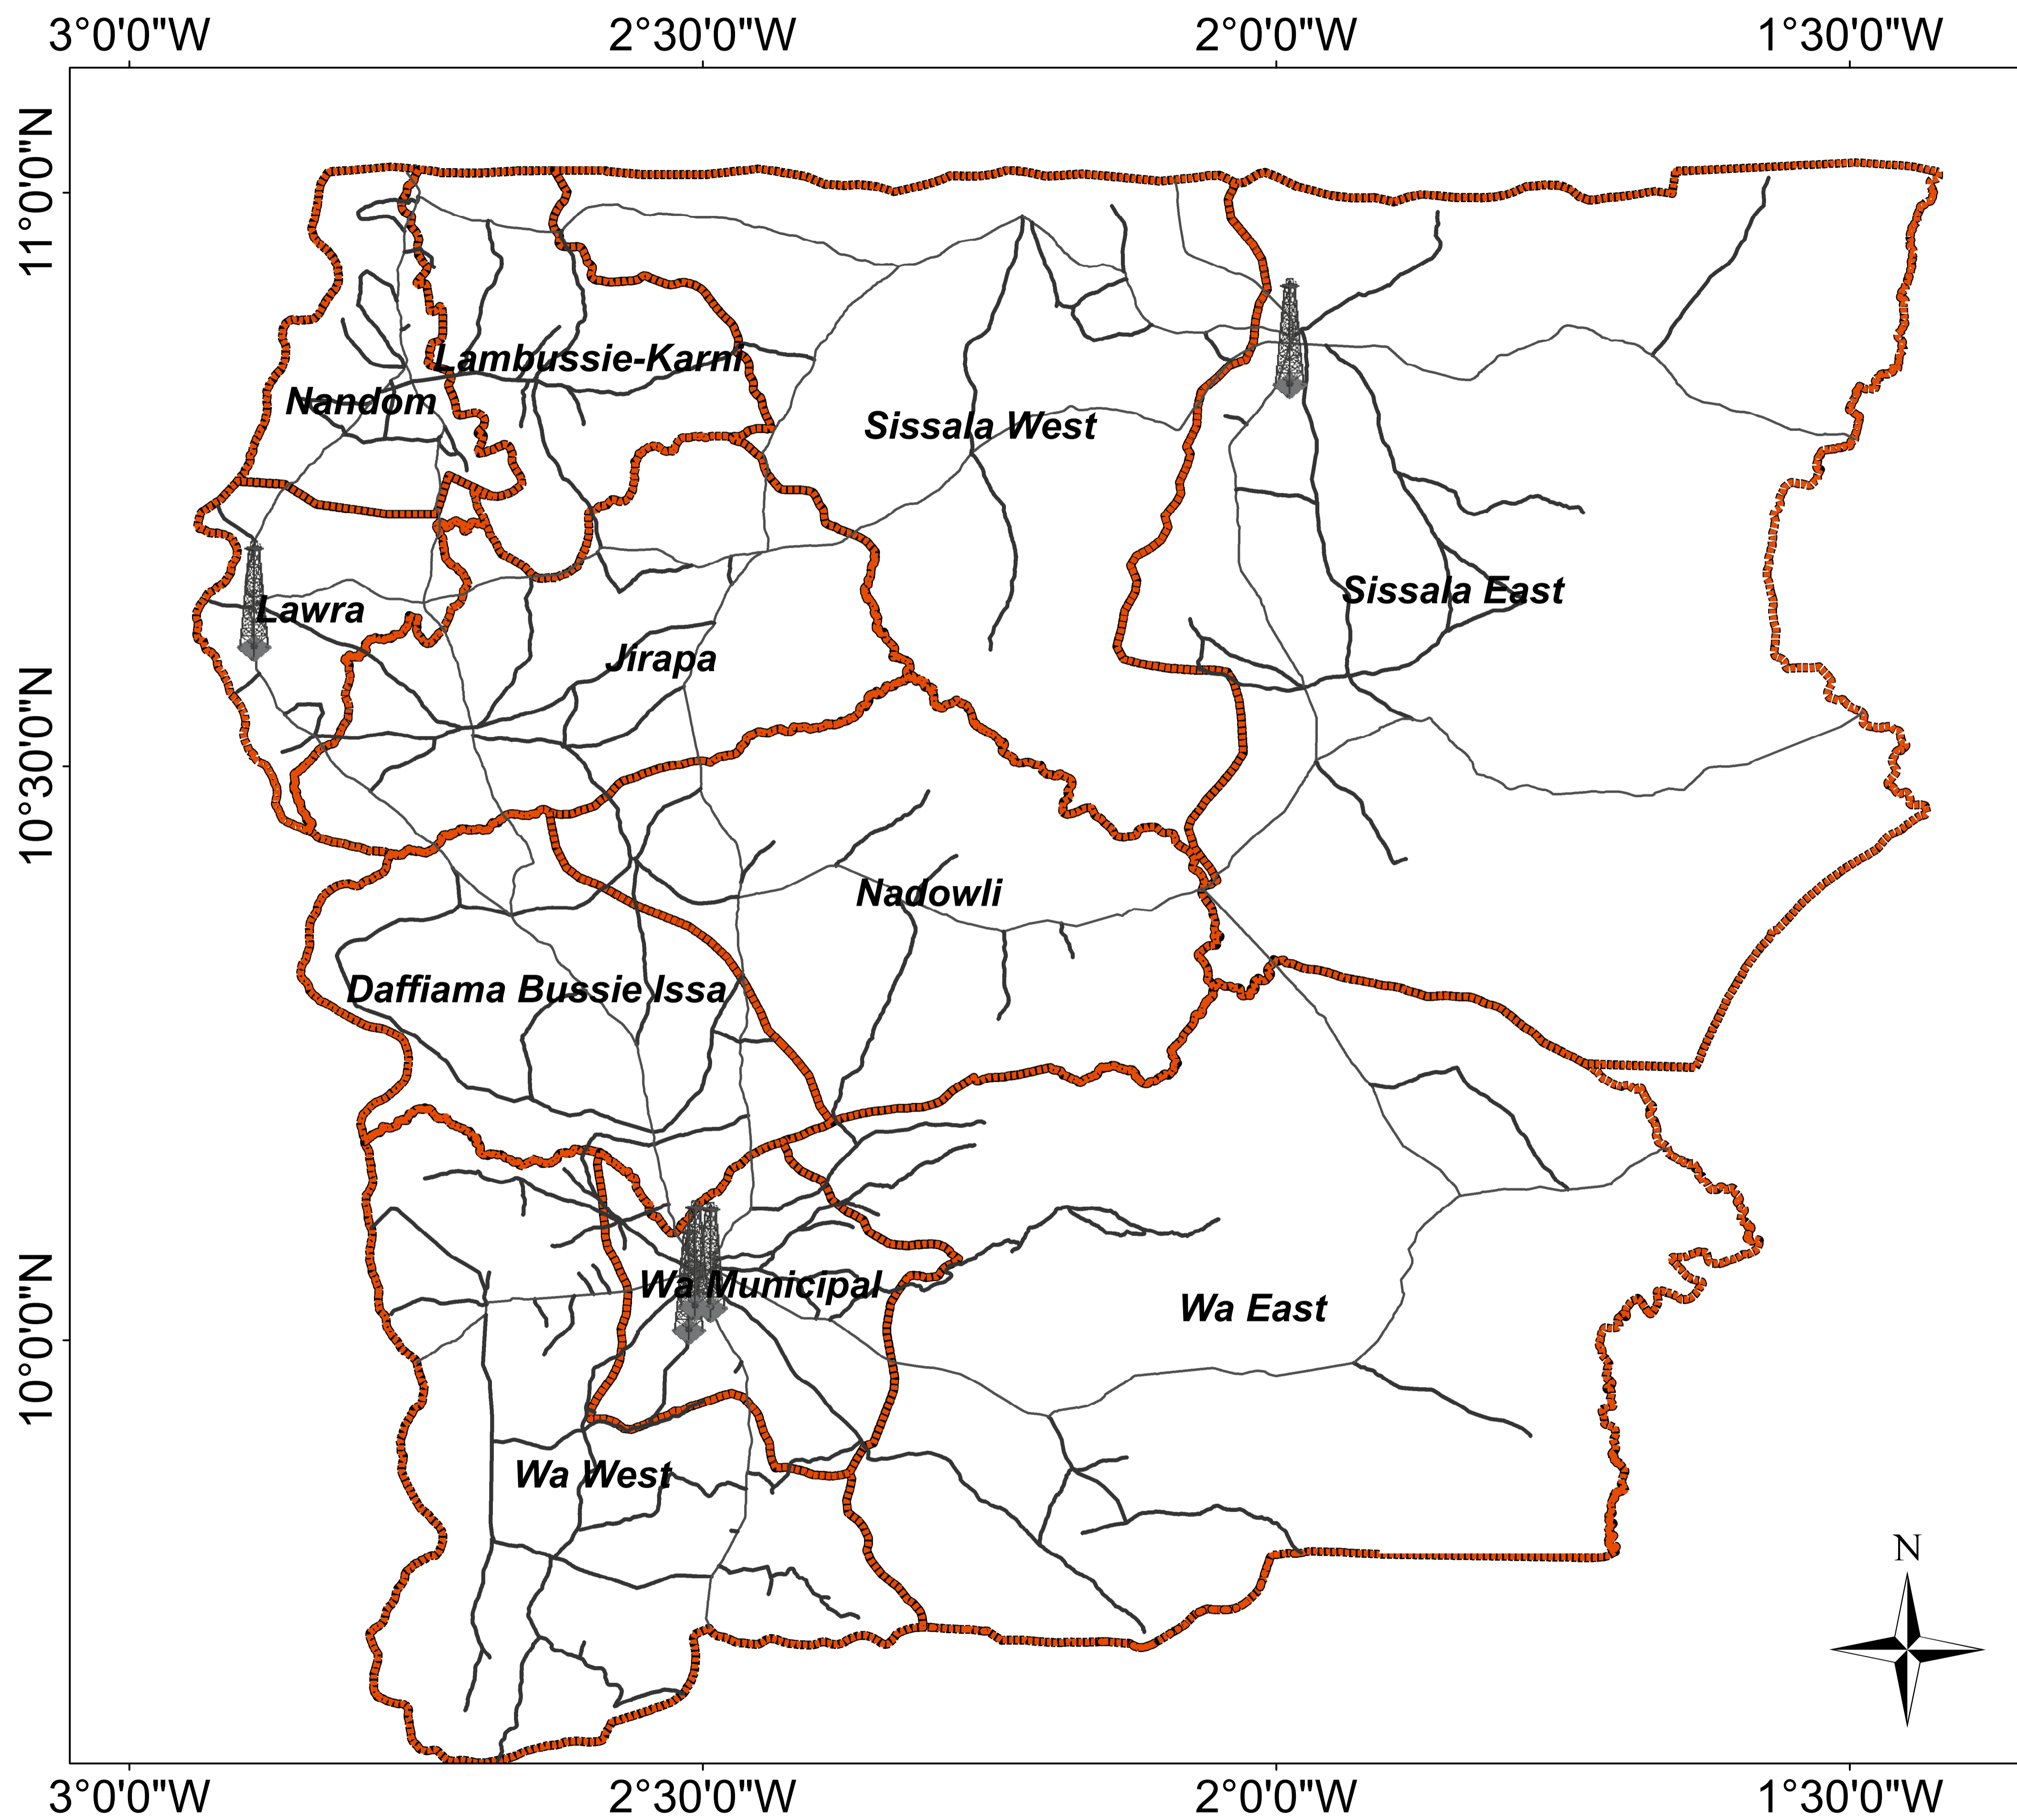 3°0'0"W
2°30'0"W
2°0'0"W
1°30'0"W
11°0'0"N
Lambussie-Karni
Nandom
Sissala West
Sissala East
Lawra
Jirapa
10°30'0"N
Nadowli
Daffiama Bussie Issa
Wa Municipal
Wa East
10°0'0"N
Wa West
N
3°0'0"W
2°30'0"W
2°0'0"W
1°30'0"W